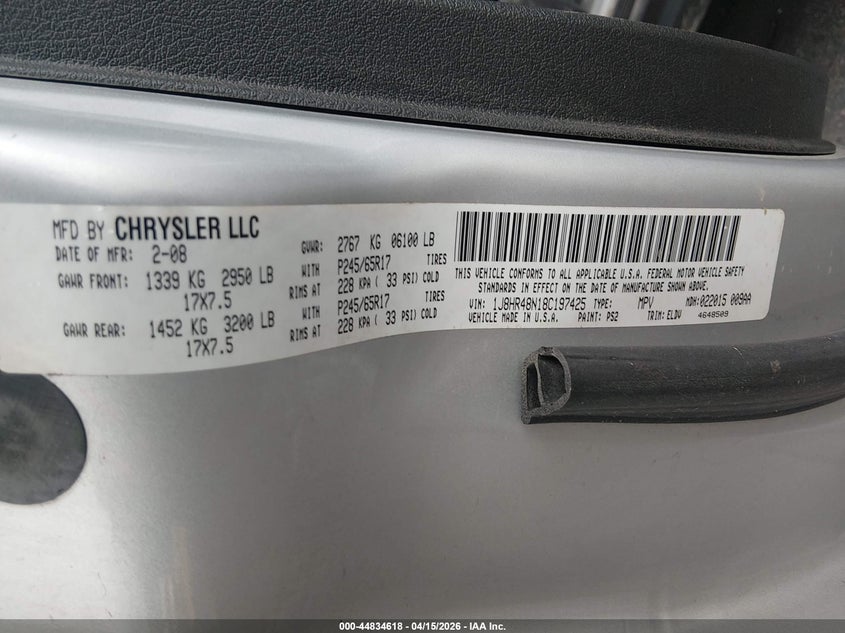 MFD BY CHRYSLER LLC
DATE OF MFR: 2-08
GVWR: 2767 KG 06100 LB
GAWR FRONT: 1339 KG 2950 LB
WITH P245/65R17 TIRES
17X7.5
RIMS AT 228 KPA ( 33 PSI) COLD
GAWR REAR: 1452 KG 3200 LB
WITH P245/65R17 TIRES
17X7.5
RIMS AT 228 KPA ( 33 PSI) COLD
THIS VEHICLE CONFORMS TO ALL APPLICABLE U.S.A. FEDERAL MOTOR VEHICLE SAFETY
STANDARDS IN EFFECT ON THE DATE OF MANUFACTURE SHOWN ABOVE.
VIN: 1J8HR48N18C197425 TYPE: MPV MDH:022015 009AA
VEHICLE MADE IN U.S.A. PAINT: PS2 TRIM: ELDV 4648509
000-44834618 - 04/15/2026 - IAA Inc.